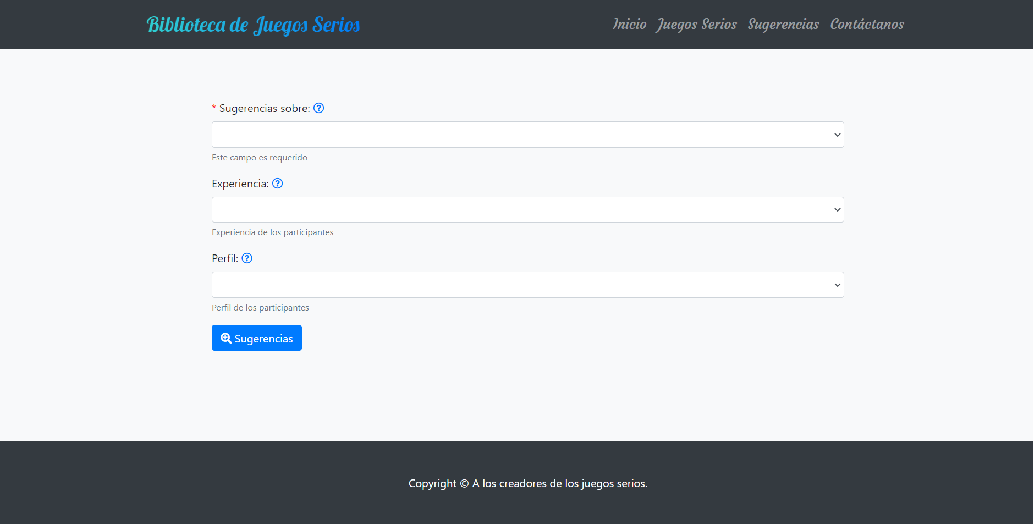 Biblioteca de Juegos Serios
Inicio Juegos Serios Sugerencias Contáctanos
* Sugerencias sobre:
Este campo es requerido
Experiencia:
Experiencia de los participantes
Perfil:
Perfil de los participantes
Sugerencias
Copyright © A los creadores de los juegos serios.